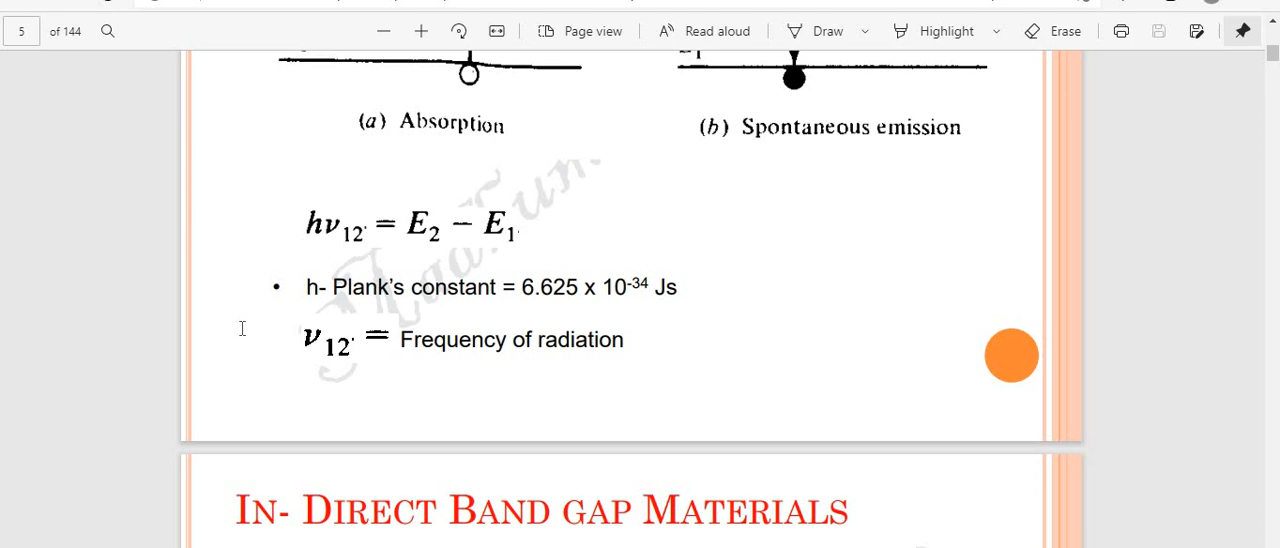 5 of 144 Page view Read aloud Draw Highlight Erase
(a) Absorption (b) Spontaneous emission
hν12 = E2 − E1
• h- Plank's constant = 6.625 x 10-34 Js
ν12 = Frequency of radiation
IN- DIRECT BAND GAP MATERIALS